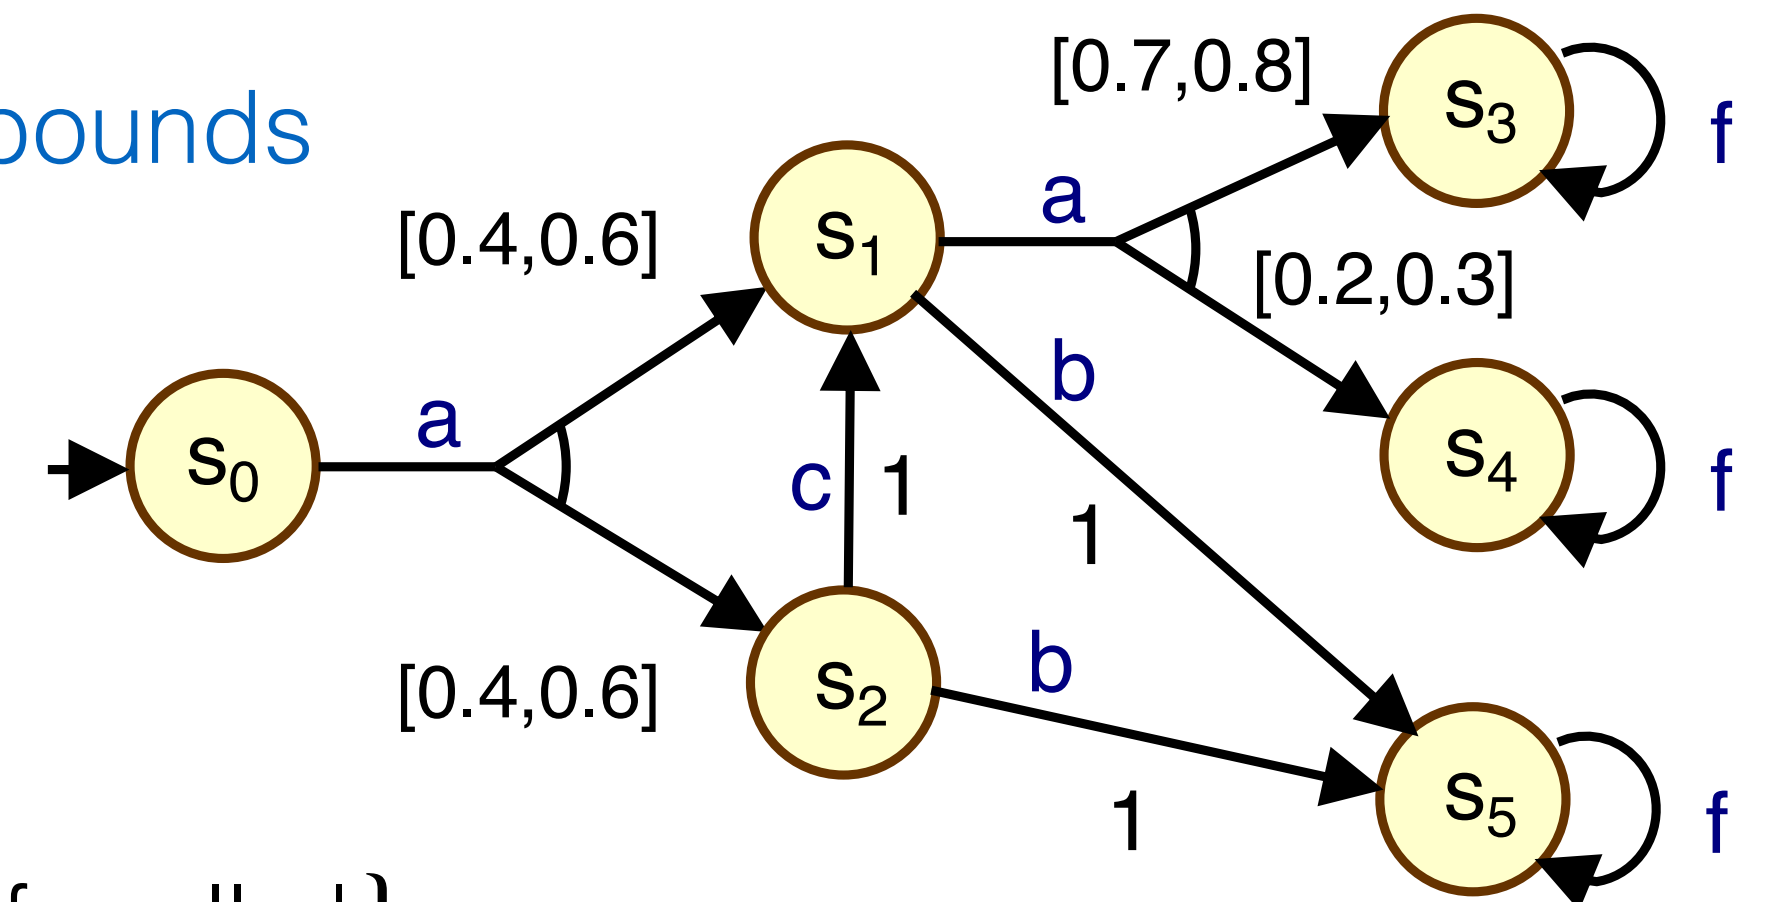 [0.7,0.8]
s3
f
bounds
a
[0.4,0.6]
s1
[0.2,0.3]
b
a
s0
c 1
s4
f
1
b
[0.4,0.6]
s2
1
s5
f